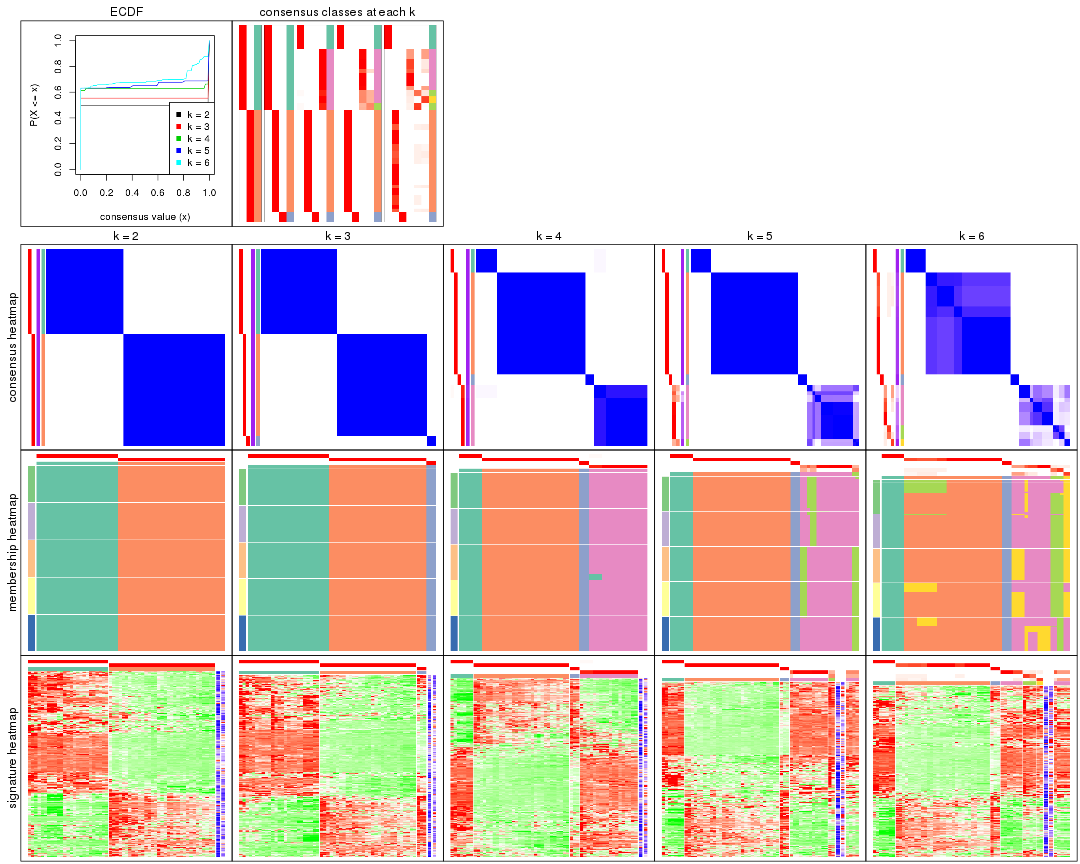 ECDF
consensus classes at each k
P(X <= x)
0.0 0.2 0.4 0.6 0.8 1.0
k = 2
k = 3
k = 4
k = 5
k = 6
0.0 0.2 0.4 0.6 0.8 1.0
consensus value (x)
k = 2
k = 3
k = 4
k = 5
k = 6
consensus heatmap
membership heatmap
signature heatmap